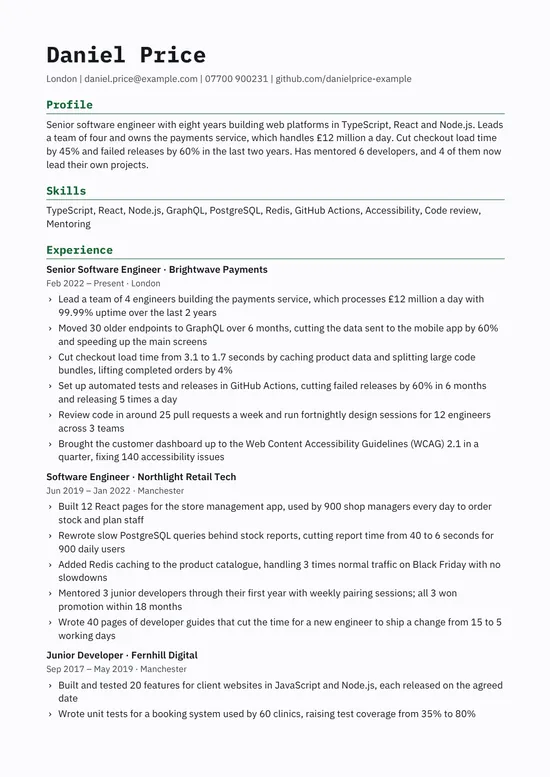 Daniel Price
London | daniel.price@example.com | 07700 900231 | github.com/danielprice-example
Profile
Senior software engineer with eight years building web platforms in TypeScript, React and Node.js. Leads
a team of four and owns the payments service, which handles £12 million a day. Cut checkout load time
by 45% and failed releases by 60% in the last two years. Has mentored 6 developers, and 4 of them now
lead their own projects.
Skills
TypeScript, React, Node.js, GraphQL, PostgreSQL, Redis, GitHub Actions, Accessibility, Code review,
Mentoring
Experience
Senior Software Engineer · Brightwave Payments
Feb 2022 – Present · London
› Lead a team of 4 engineers building the payments service, which processes £12 million a day with
99.99% uptime over the last 2 years
› Moved 30 older endpoints to GraphQL over 6 months, cutting the data sent to the mobile app by 60%
and speeding up the main screens
› Cut checkout load time from 3.1 to 1.7 seconds by caching product data and splitting large code
bundles, lifting completed orders by 4%
› Set up automated tests and releases in GitHub Actions, cutting failed releases by 60% in 6 months
and releasing 5 times a day
› Review code in around 25 pull requests a week and run fortnightly design sessions for 12 engineers
across 3 teams
› Brought the customer dashboard up to the Web Content Accessibility Guidelines (WCAG) 2.1 in a
quarter, fixing 140 accessibility issues
Software Engineer · Northlight Retail Tech
Jun 2019 – Jan 2022 · Manchester
› Built 12 React pages for the store management app, used by 900 shop managers every day to order
stock and plan staff
› Rewrote slow PostgreSQL queries behind stock reports, cutting report time from 40 to 6 seconds for
900 daily users
› Added Redis caching to the product catalogue, handling 3 times normal traffic on Black Friday with no
slowdowns
› Mentored 3 junior developers through their first year with weekly pairing sessions; all 3 won
promotion within 18 months
› Wrote 40 pages of developer guides that cut the time for a new engineer to ship a change from 15 to 5
working days
Junior Developer · Fernhill Digital
Sep 2017 – May 2019 · Manchester
› Built and tested 20 features for client websites in JavaScript and Node.js, each released on the agreed
date
› Wrote unit tests for a booking system used by 60 clinics, raising test coverage from 35% to 80%